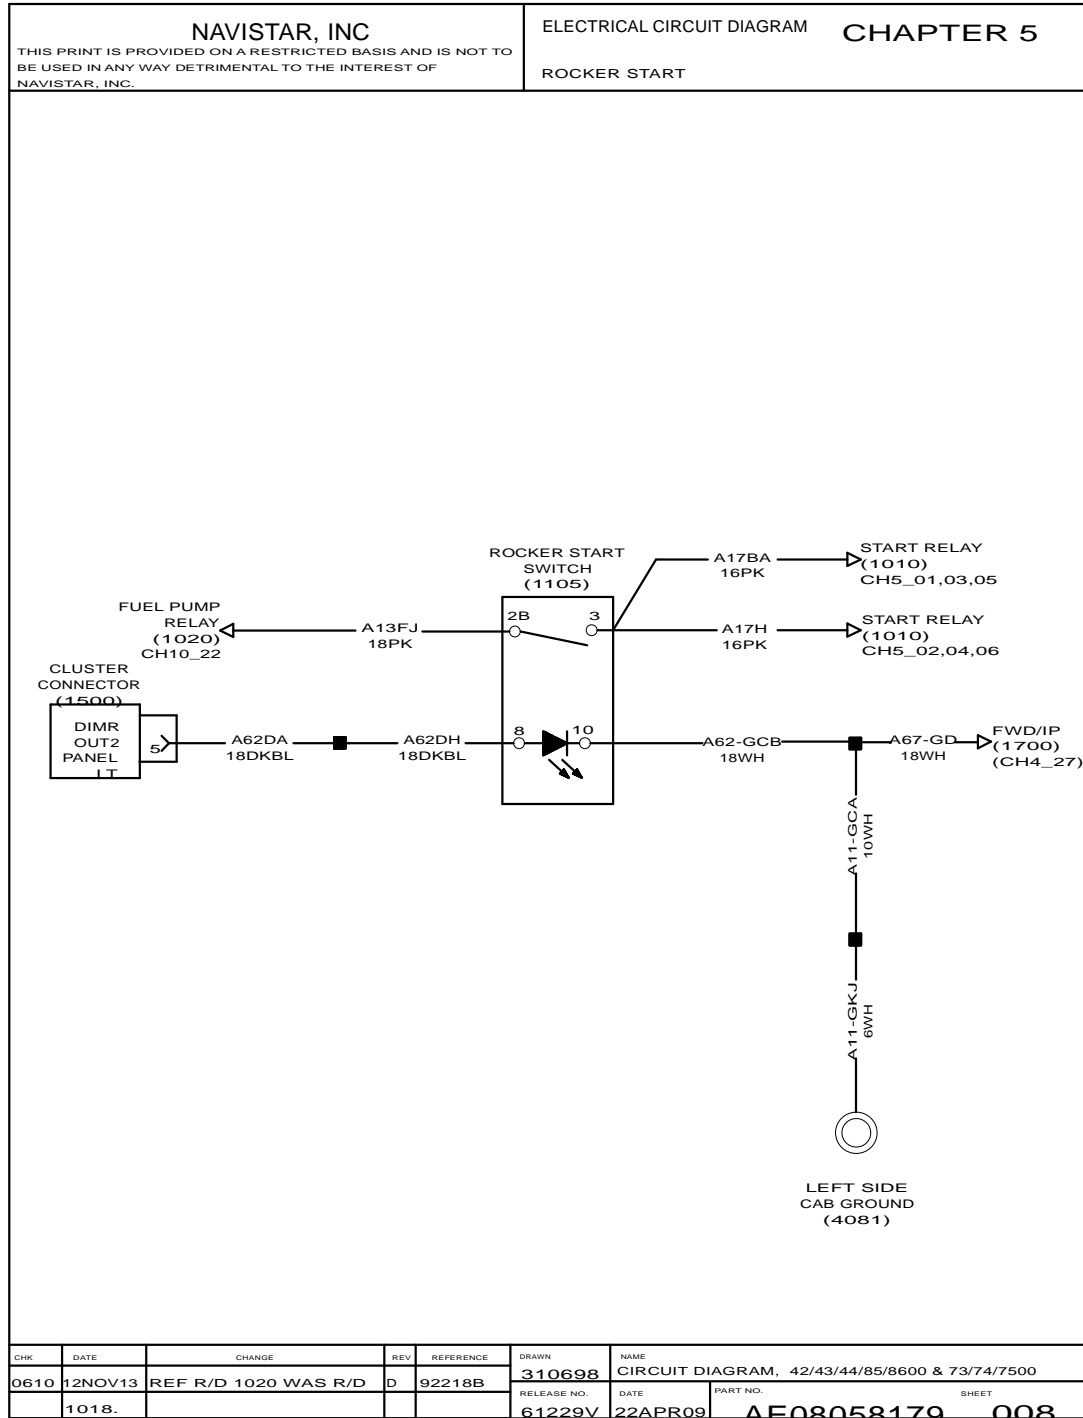 NAVISTAR, INC
THIS PRINT IS PROVIDED ON A RESTRICTED BASIS AND IS NOT TO
BE USED IN ANY WAY DETRIMENTAL TO THE INTEREST OF
NAVISTAR, INC.
ELECTRICAL CIRCUIT DIAGRAM
CHAPTER 5
ROCKER START
ROCKER START
SWITCH
(1105)
A17BA
16PK
START RELAY
(1010)
CH5_01,03,05
FUEL PUMP
RELAY
(1020)
CH10_22
A13FJ
18PK
2B
3
A17H
16PK
START RELAY
(1010)
CH5_02,04,06
CLUSTER
CONNECTOR
(1500)
DIMR
OUT2
PANEL
LT
5
A62DA
18DKBL
A62DH
18DKBL
8
10
A62-GCB
18WH
A67-GD
18WH
FWD/IP
(1700)
(CH4_27)
A11-GCA
10WH
A11-GKJ
6WH
LEFT SIDE
CAB GROUND
(4081)
CHK DATE CHANGE REV REFERENCE
0610 12NOV13 REF R/D 1020 WAS R/D D 92218B
1018.
DRAWN
310698
NAME
CIRCUIT DIAGRAM, 42/43/44/85/8600 & 73/74/7500
RELEASE NO.
61229V
DATE
22APR09
PART NO.
AE08058179
SHEET
008